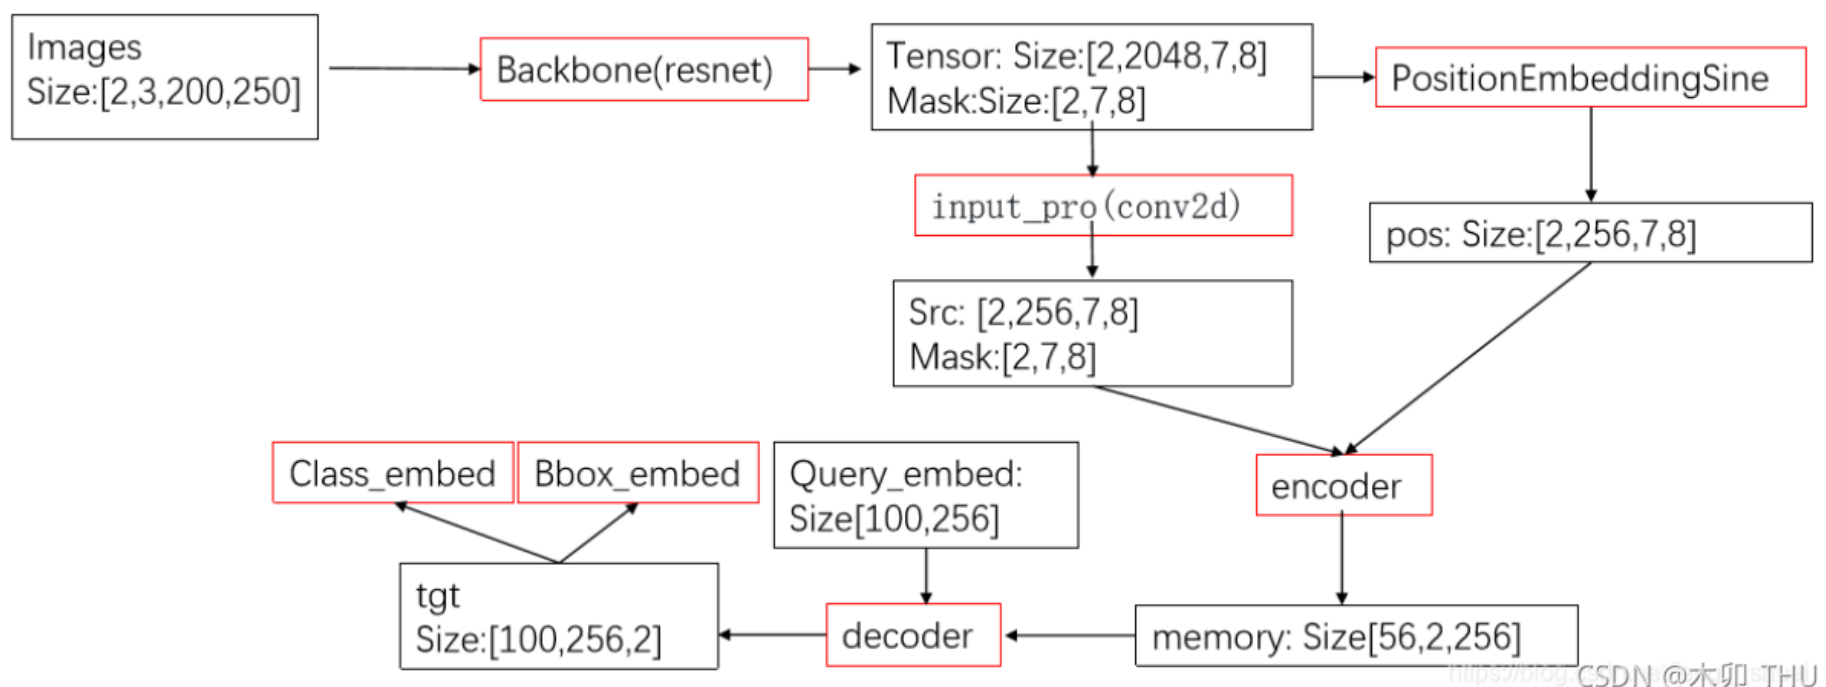 Images
Size:[2,3,200,250]
Backbone(resnet)
Tensor: Size:[2,2048,7,8]
Mask:Size:[2,7,8]
PositionEmbeddingSine
input_pro(conv2d)
pos: Size:[2,256,7,8]
Src: [2,256,7,8]
Mask:[2,7,8]
Class_embed
Bbox_embed
Query_embed:
Size[100,256]
encoder
tgt
Size:[100,256,2]
decoder
memory: Size[56,2,256]
CSDN @木卯_THU